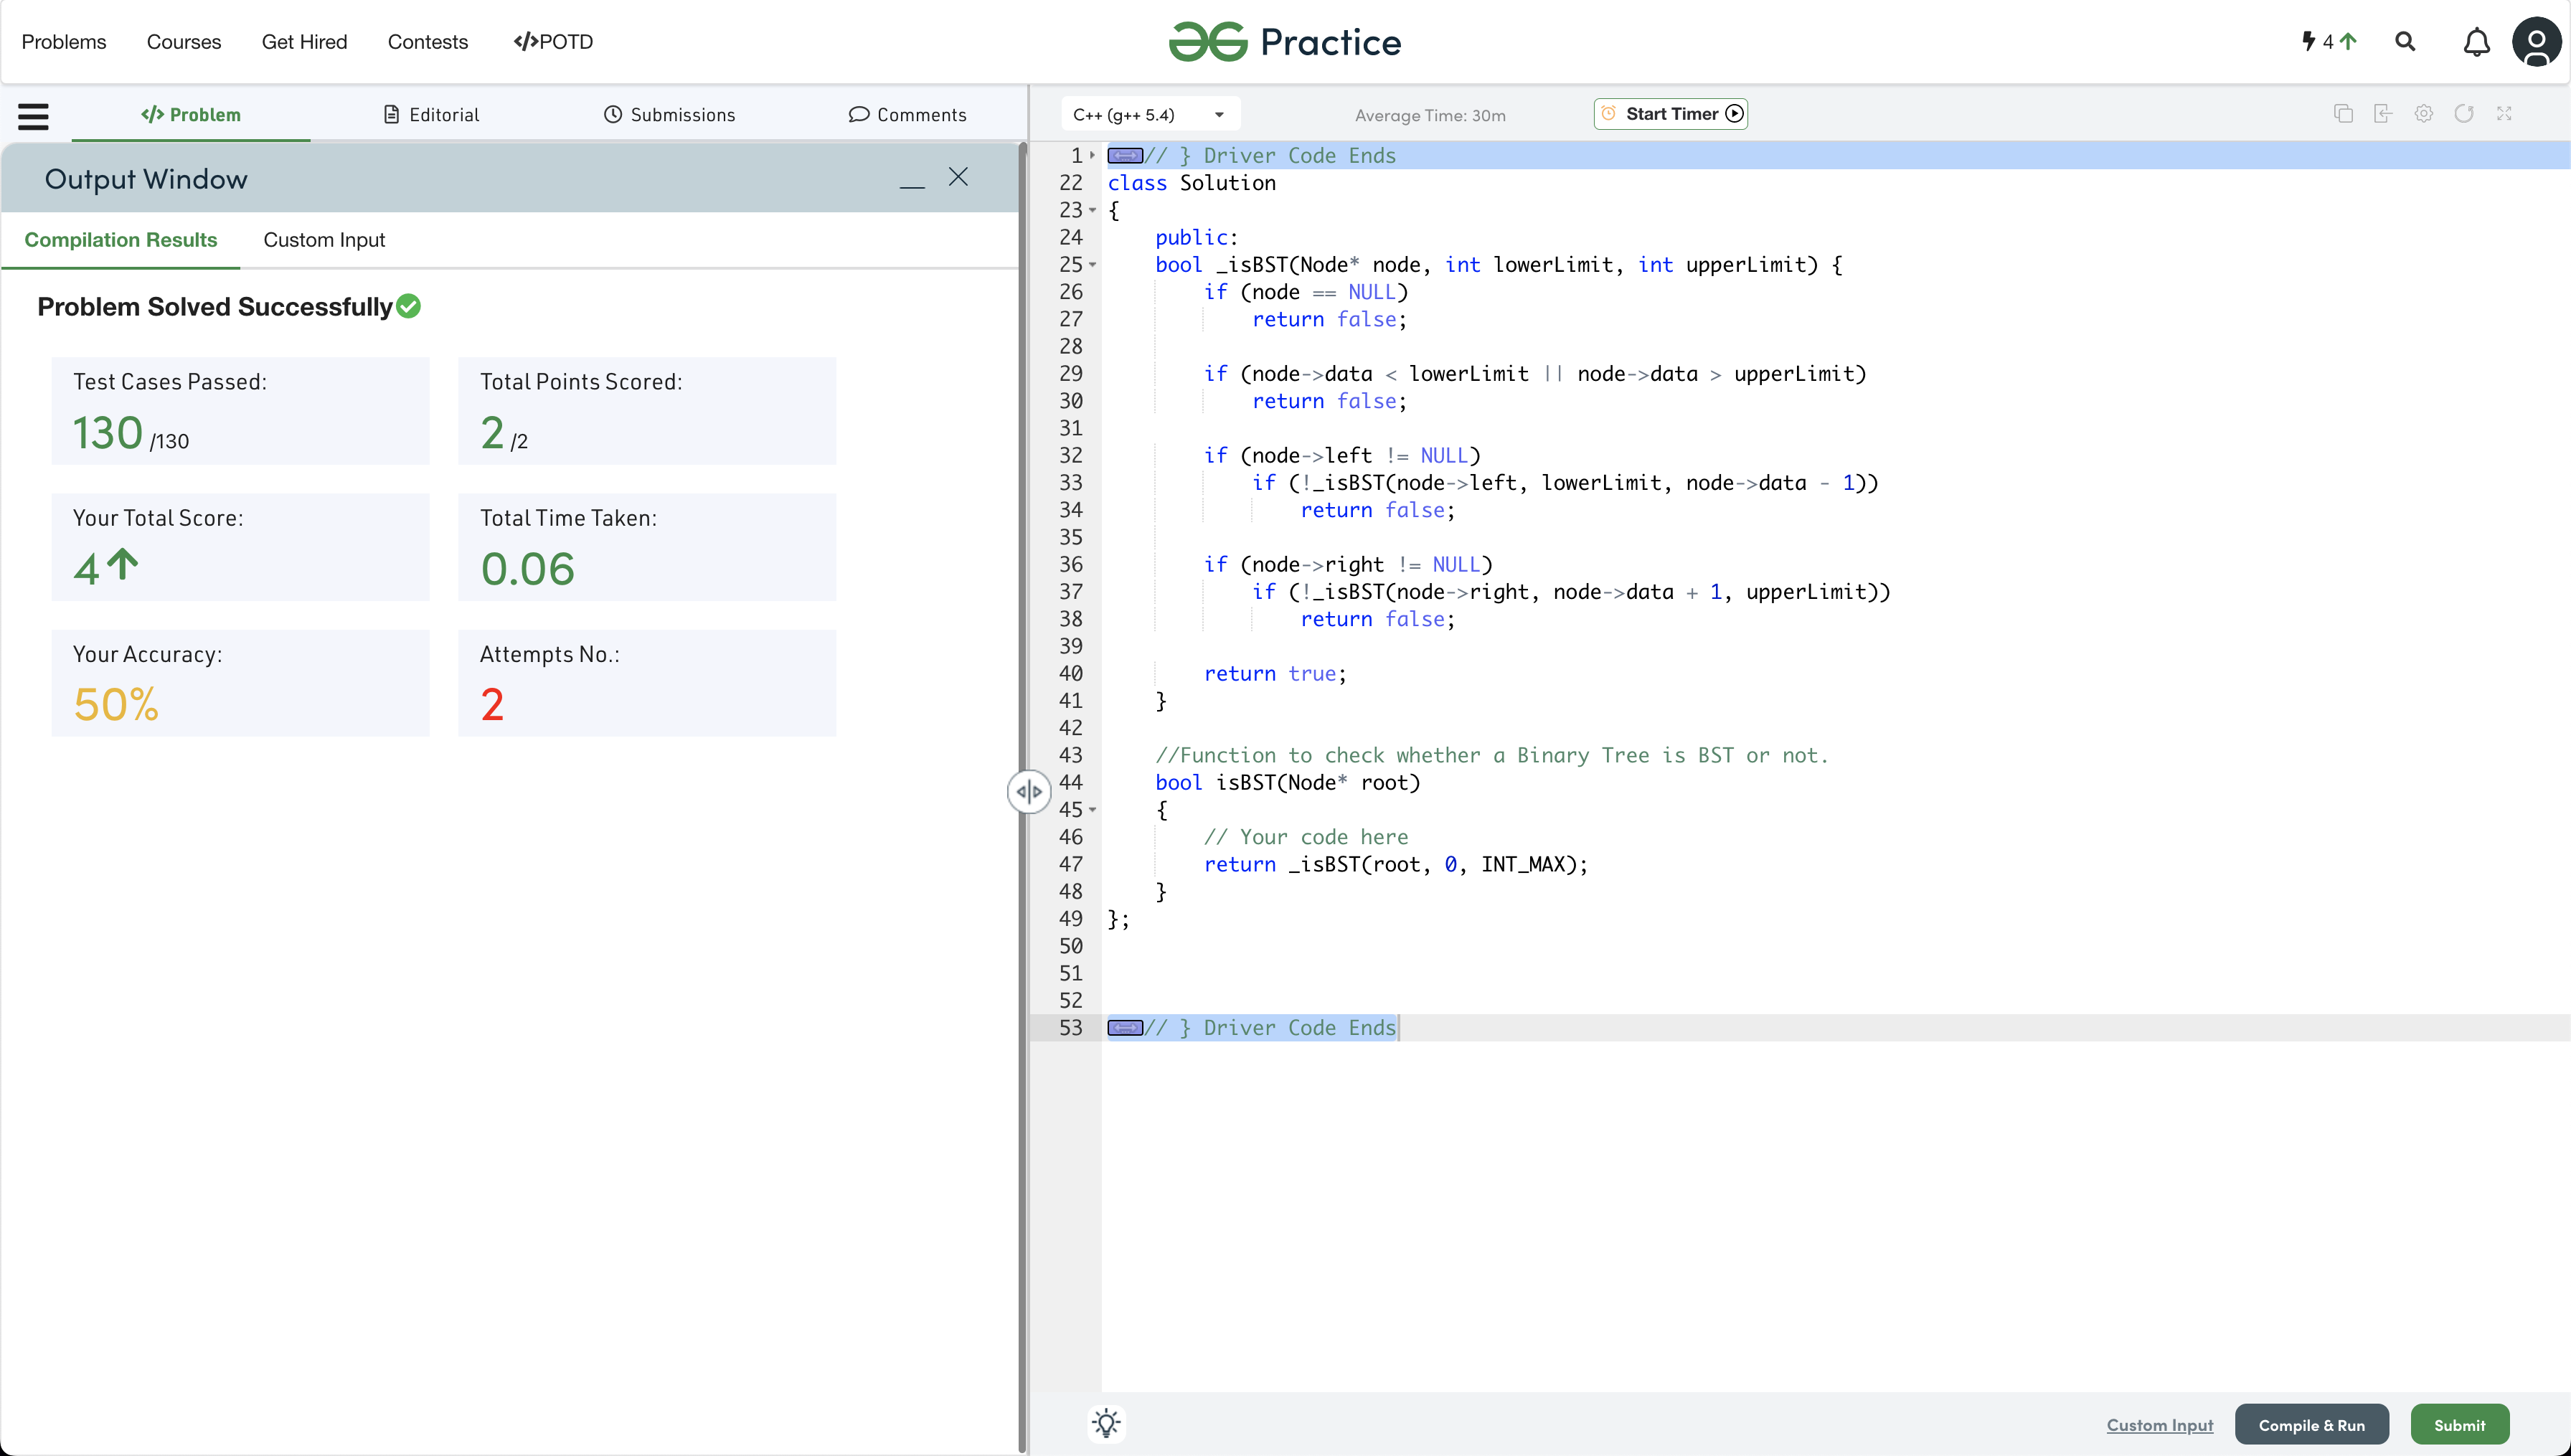 Problems Courses Get Hired Contests </>POTD Practice 4
</> Problem Editorial Submissions Comments
Output Window
Compilation Results Custom Input
Problem Solved Successfully
Test Cases Passed: Total Points Scored:
130 /130 2 /2
Your Total Score: Total Time Taken:
4 0.06
Your Accuracy: Attempts No.:
50% 2
C++ (g++ 5.4) Average Time: 30m Start Timer
1 // } Driver Code Ends
22 class Solution
23 {
24     public:
25     bool _isBST(Node* node, int lowerLimit, int upperLimit) {
26         if (node == NULL)
27             return false;
28
29         if (node->data < lowerLimit || node->data > upperLimit)
30             return false;
31
32         if (node->left != NULL)
33             if (!_isBST(node->left, lowerLimit, node->data - 1))
34                 return false;
35
36         if (node->right != NULL)
37             if (!_isBST(node->right, node->data + 1, upperLimit))
38                 return false;
39
40         return true;
41     }
42
43     //Function to check whether a Binary Tree is BST or not.
44     bool isBST(Node* root)
45     {
46         // Your code here
47         return _isBST(root, 0, INT_MAX);
48     }
49 };
50
51
52
53 // } Driver Code Ends
Custom Input Compile & Run Submit